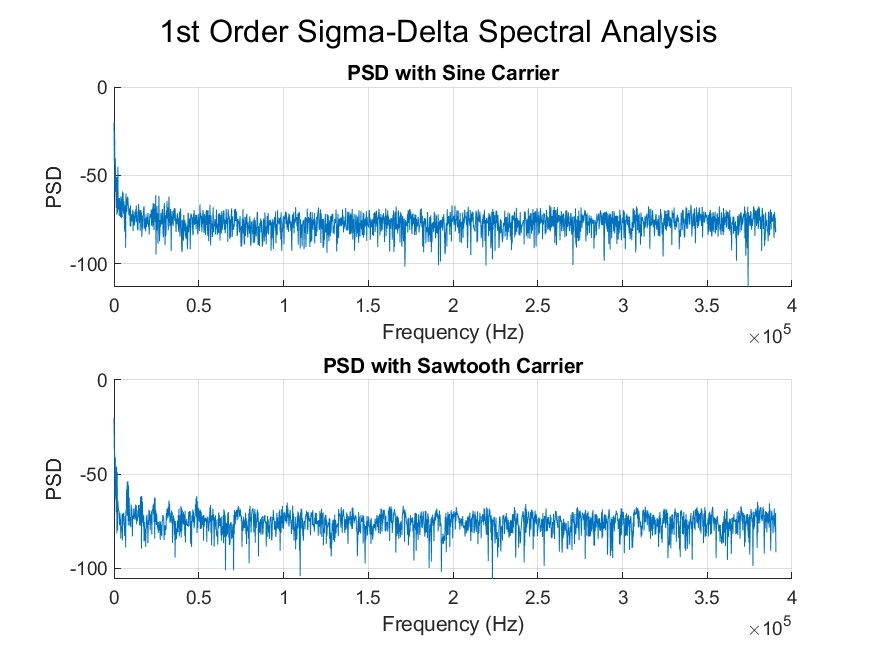 1st Order Sigma-Delta Spectral Analysis
PSD with Sine Carrier
0
-50
-100
PSD
0 0.5 1 1.5 2 2.5 3 3.5 4
Frequency (Hz)
×10^5
PSD with Sawtooth Carrier
0
-50
-100
PSD
0 0.5 1 1.5 2 2.5 3 3.5 4
Frequency (Hz)
×10^5